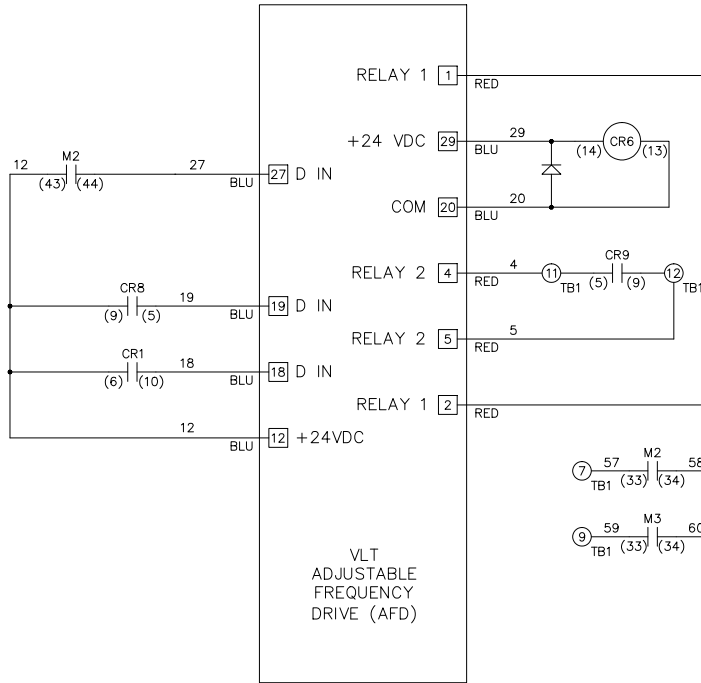 RELAY 1 1 RED
+24 VDC 29 29 BLU (14) CR6 (13)
12 M2 27
(43) (44) BLU 27 D IN
COM 20 20 BLU
RELAY 2 4 4 RED 11 TB1 CR9 (5) (9) 12 TB1
CR8 19
(9) (5) BLU 19 D IN
RELAY 2 5 5 RED
CR1 18
(6) (10) BLU 18 D IN
RELAY 1 2 RED
12 BLU 12 +24VDC
7 TB1 57 M2 58
(33) (34)
9 TB1 59 M3 60
(33) (34)
VLT
ADJUSTABLE
FREQUENCY
DRIVE (AFD)